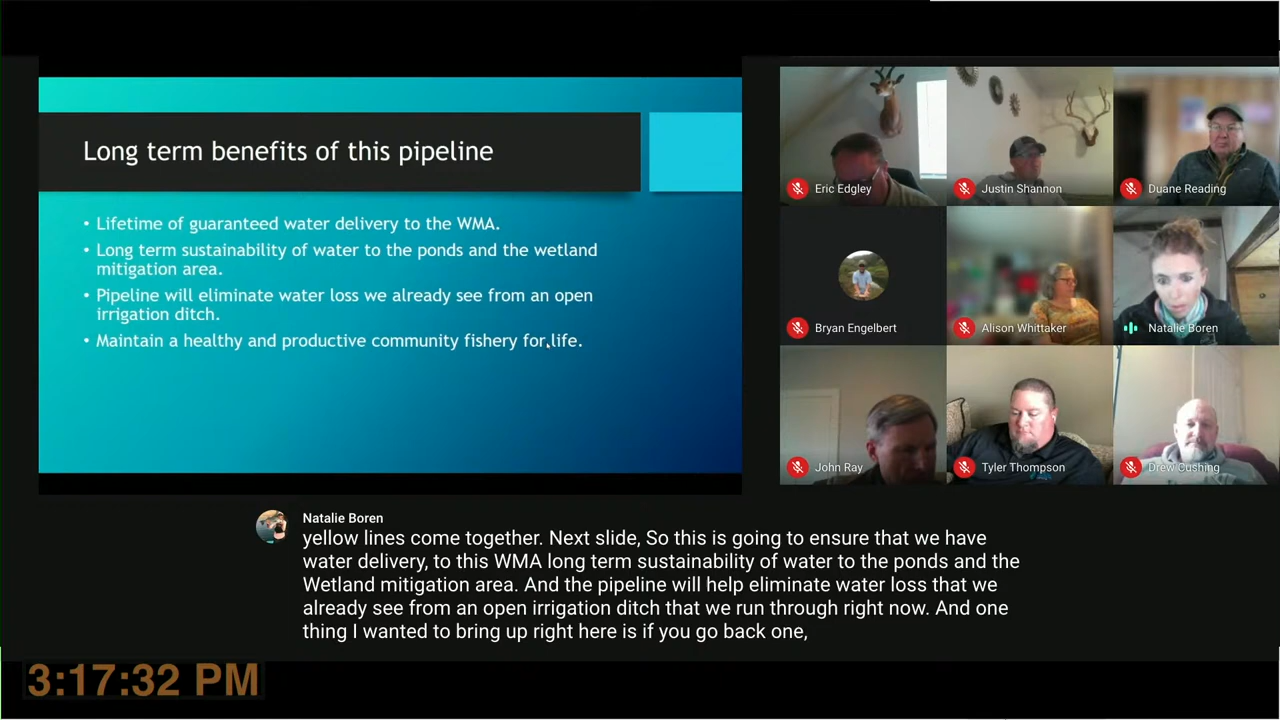 Long term benefits of this pipeline
• Lifetime of guaranteed water delivery to the WMA.
• Long term sustainability of water to the ponds and the wetland
mitigation area.
• Pipeline will eliminate water loss we already see from an open
irrigation ditch.
• Maintain a healthy and productive community fishery for life.
Eric Edgley
Justin Shannon
Duane Reading
Bryan Engelbert
Alison Whittaker
Natalie Boren
John Ray
Tyler Thompson
Drew Cushing
Natalie Boren
yellow lines come together. Next slide, So this is going to ensure that we have
water delivery, to this WMA long term sustainability of water to the ponds and the
Wetland mitigation area. And the pipeline will help eliminate water loss that we
already see from an open irrigation ditch that we run through right now. And one
thing I wanted to bring up right here is if you go back one,
3:17:32 PM